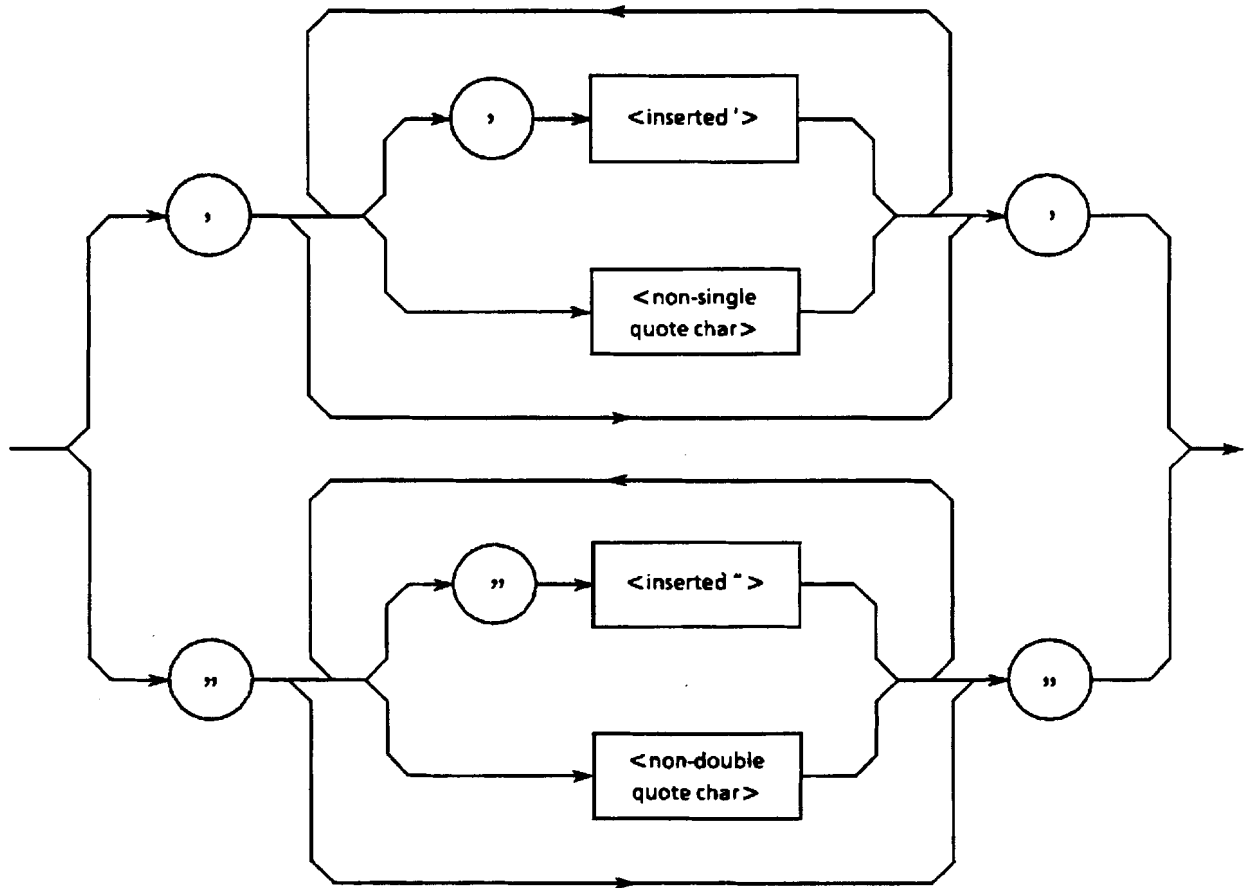 ’
<inserted '>
’
’
<non-single
quote char>
”
<inserted ">
”
”
<non-double
quote char>